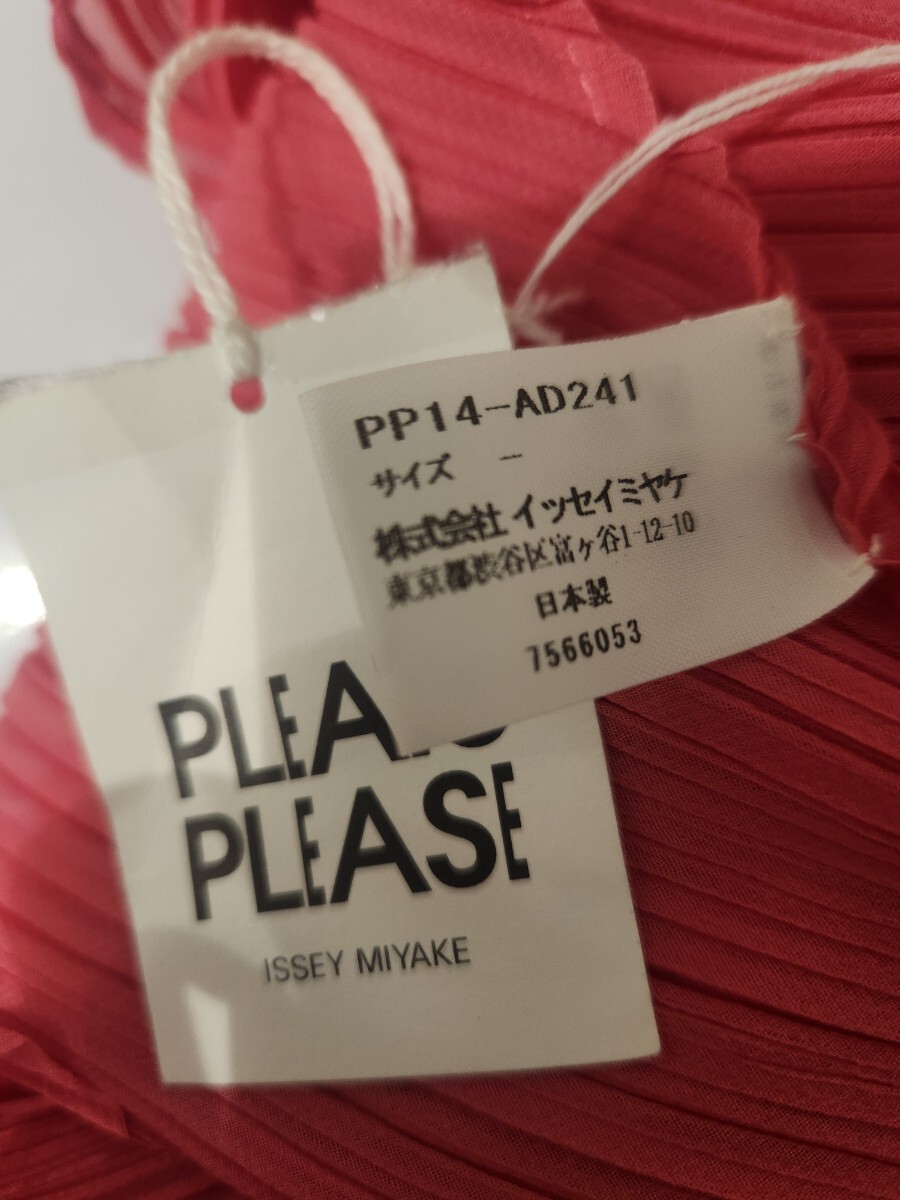 PP14-AD241
サイズ -
株式会社 イッセイミヤケ
東京都渋谷区富ヶ谷1-12-10
日本製
7566053
PLEATS
PLEASE
ISSEY MIYAKE